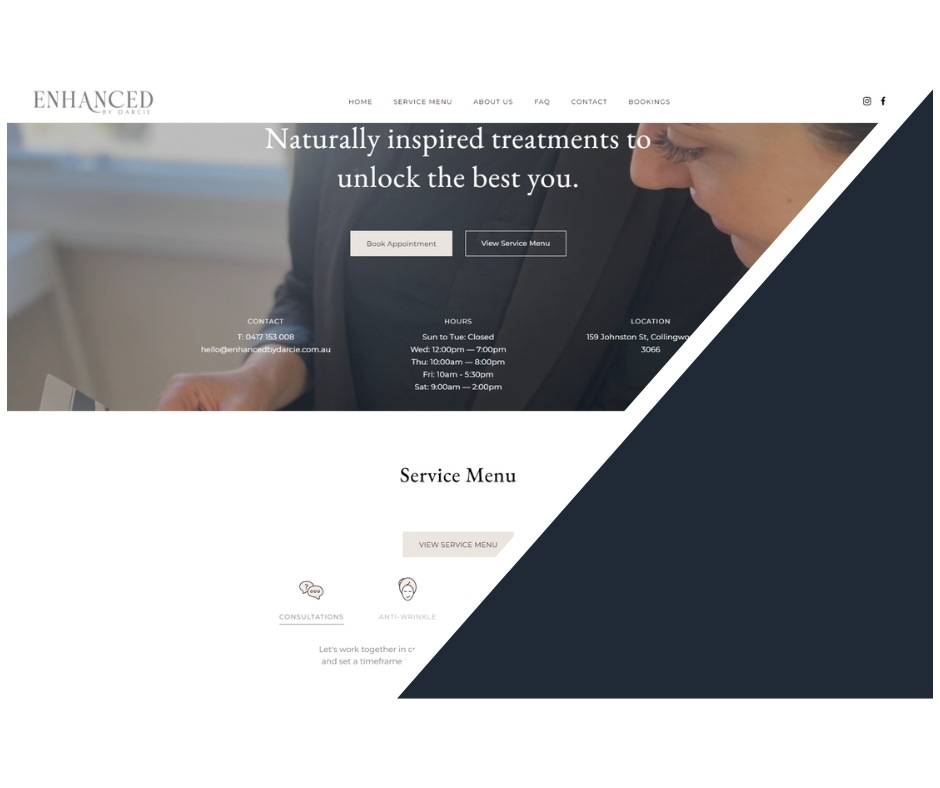 ENHANCED
BY DARCIE
HOME SERVICE MENU ABOUT US FAQ CONTACT BOOKINGS
Naturally inspired treatments to
unlock the best you.
Book Appointment View Service Menu
CONTACT
T: 0417 153 008
hello@enhancedbydarcie.com.au
HOURS
Sun to Tue: Closed
Wed: 12:00pm — 7:00pm
Thu: 10:00am — 8:00pm
Fri: 10am - 5:30pm
Sat: 9:00am — 2:00pm
LOCATION
159 Johnston St,
3066
Service Menu
VIEW SERVICE MENU
CONSULTATIONS ANTI-WRINKLE
Let's work together in
and set a timeframe